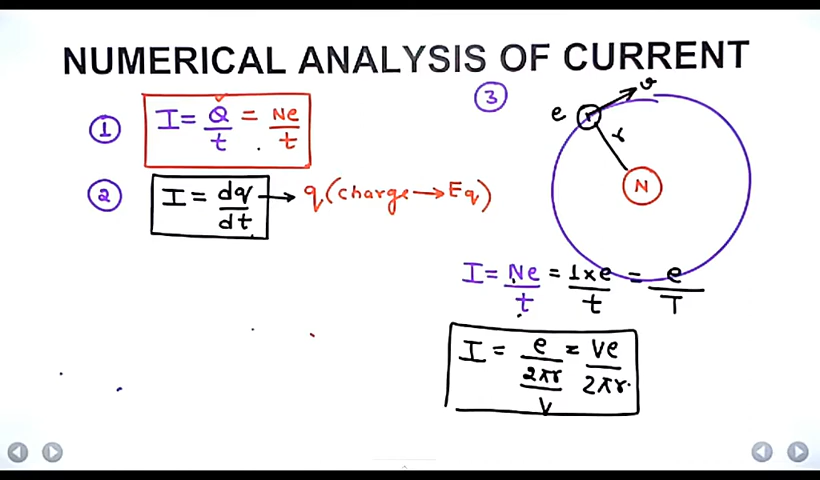 NUMERICAL ANALYSIS OF CURRENT
① I = Q/t = Ne/t
② I = dq/dt → q (charge → Eq)
③
e v
r
N
I = Ne/t = 1×e/t = e/T
I = e/(2πr/V) = Ve/2πr